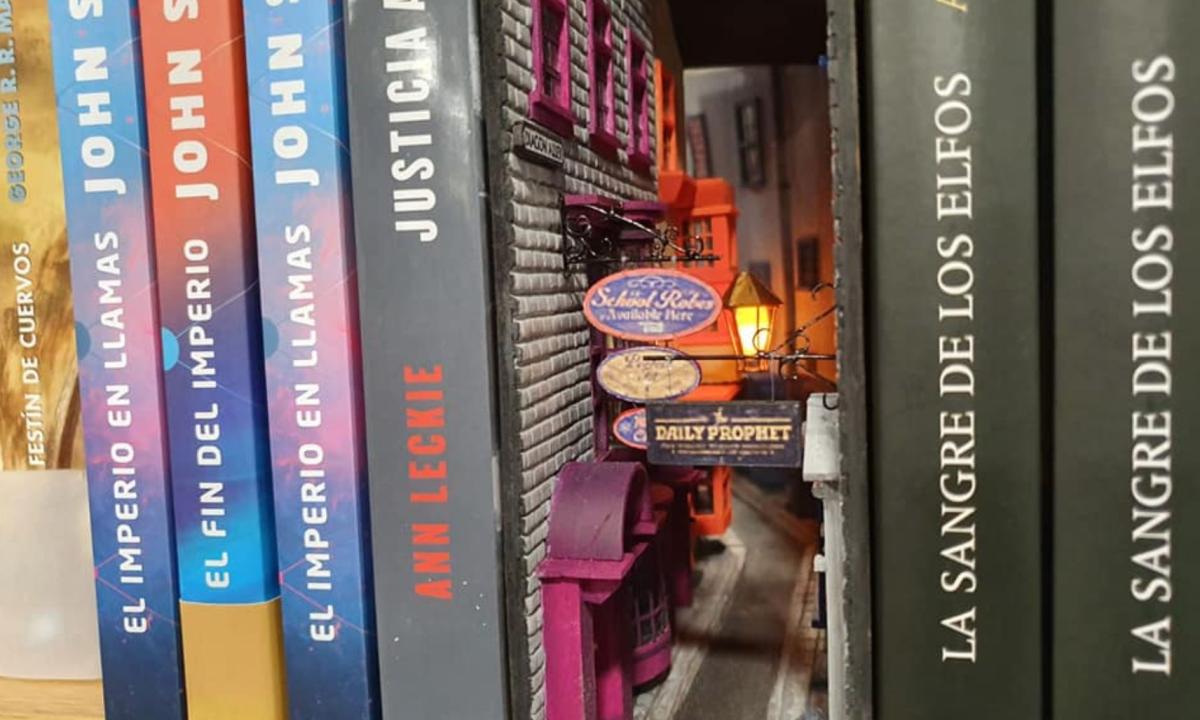 GEORGE R. R.
FESTÍN DE CUERVOS
JOHN S
EL IMPERIO EN LLAMAS
JOHN S
EL FIN DEL IMPERIO
JOHN S
EL IMPERIO EN LLAMAS
JUSTICIA A
ANN LECKIE
DIAGON ALLEY
School Robes
Available Here
DAILY PROPHET
LA SANGRE DE LOS ELFOS
LA SANGRE DE LOS ELFOS